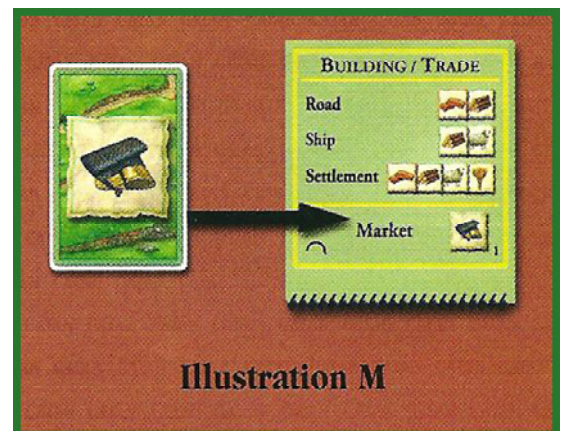 BUILDING / TRADE
Road
Ship
Settlement
Market
1
Illustration M